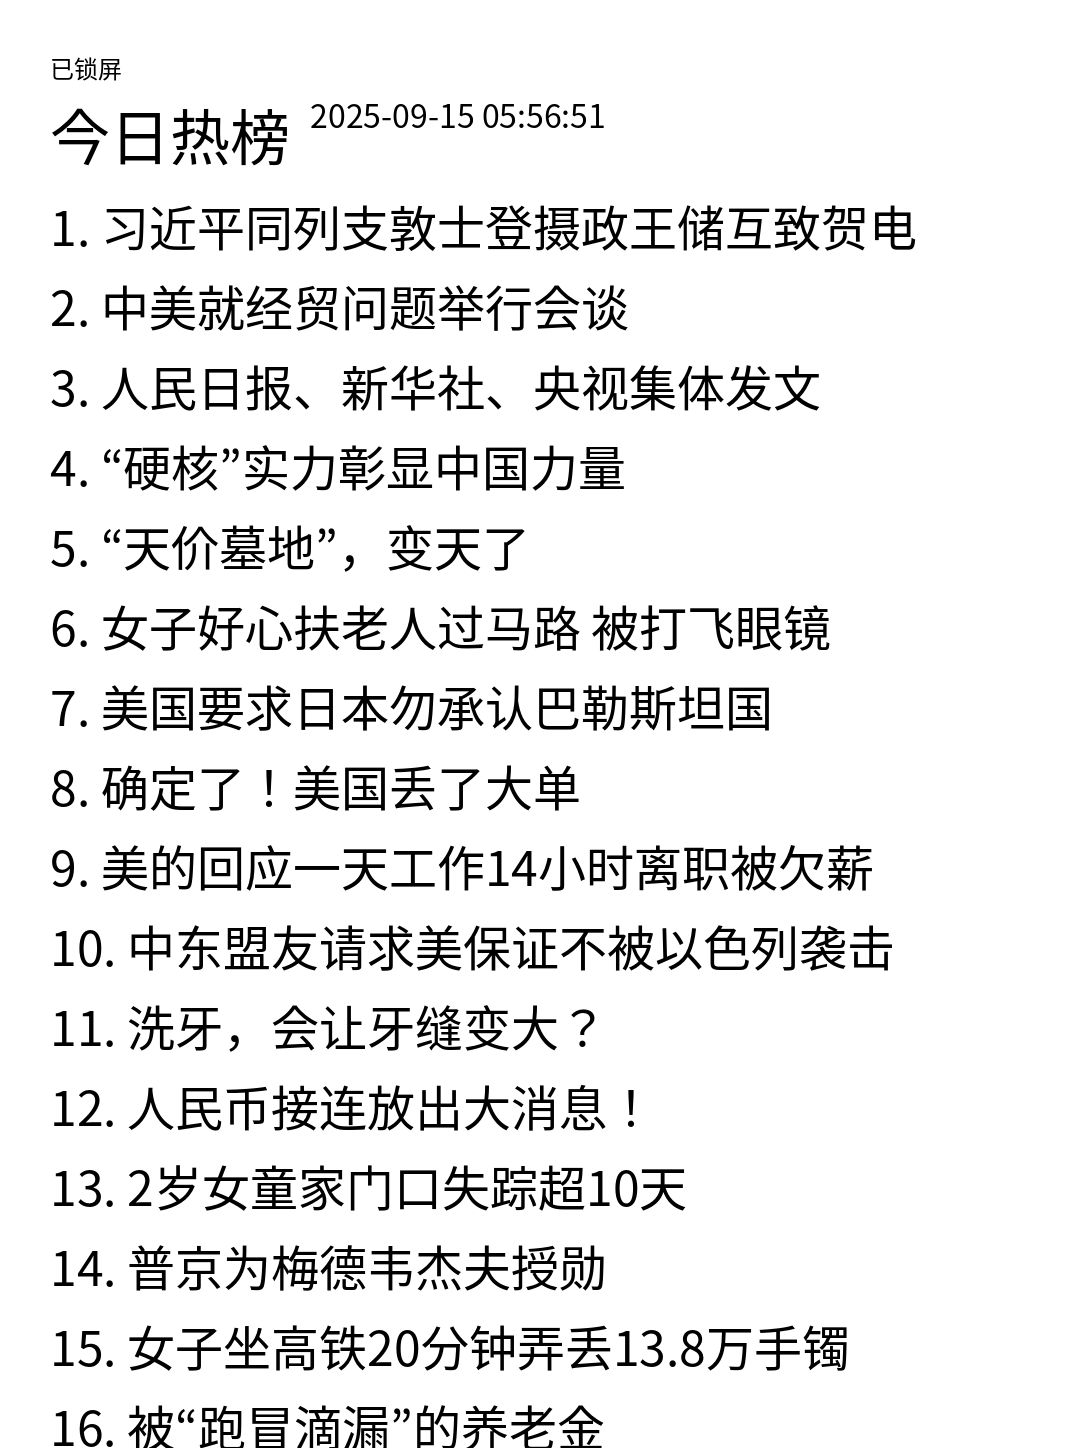 已锁屏
今日热榜 2025-09-15 05:56:51
1. 习近平同列支敦士登摄政王储互致贺电
2. 中美就经贸问题举行会谈
3. 人民日报、新华社、央视集体发文
4. “硬核”实力彰显中国力量
5. “天价墓地”，变天了
6. 女子好心扶老人过马路 被打飞眼镜
7. 美国要求日本勿承认巴勒斯坦国
8. 确定了！美国丢了大单
9. 美的回应一天工作14小时离职被欠薪
10. 中东盟友请求美保证不被以色列袭击
11. 洗牙，会让牙缝变大？
12. 人民币接连放出大消息！
13. 2岁女童家门口失踪超10天
14. 普京为梅德韦杰夫授勋
15. 女子坐高铁20分钟弄丢13.8万手镯
16. 被“跑冒滴漏”的养老金